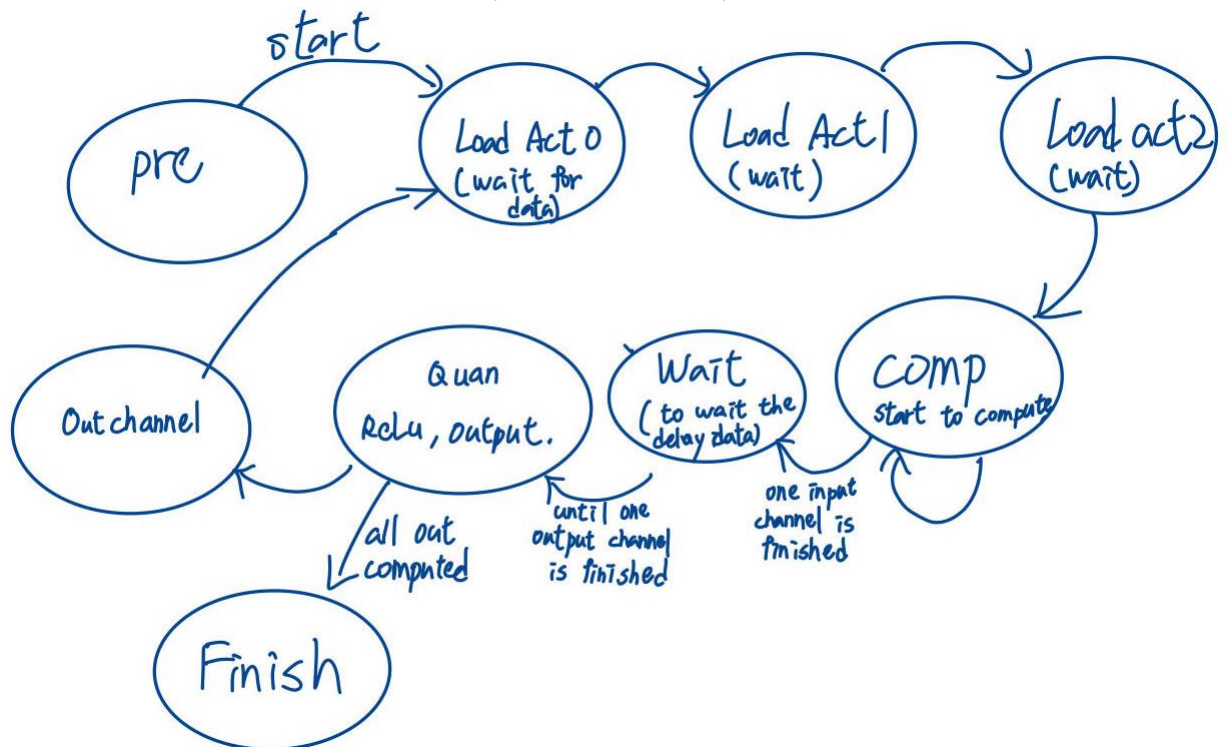 start
pre
Load Act 0
(wait for
data)
Load Act1
(wait)
Load act2
(wait)
Out channel
Quan
Relu, output.
Wait
(to wait the
delay data)
comp
start to compute
one input
channel is
finished
until one
output channel
is finished
all out
computed
Finish